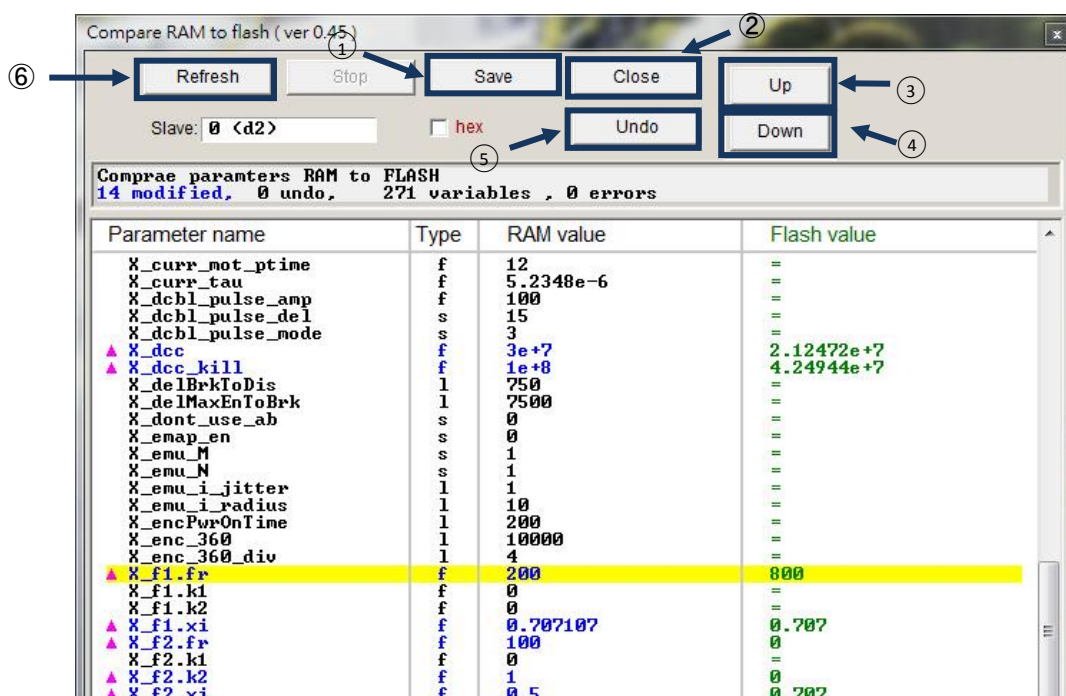 Compare RAM to flash ( ver 0.45 )
① ②
⑥ Refresh Stop Save Close Up ③
Slave: 0 (d2) hex Undo Down ④
⑤
Comprae paramters RAM to FLASH
14 modified, 0 undo, 271 variables , 0 errors
Parameter name Type RAM value Flash value
X_curr_mot_ptime f 12 =
X_curr_tau f 5.2348e-6 =
X_dcbl_pulse_amp f 100 =
X_dcbl_pulse_del s 15 =
X_dcbl_pulse_mode s 3 =
▲ X_dcc f 3e+7 2.12472e+7
▲ X_dcc_kill f 1e+8 4.24944e+7
X_delBrkToDis l 750 =
X_delMaxEnToBrk l 7500 =
X_dont_use_ab s 0 =
X_emap_en s 0 =
X_emu_M s 1 =
X_emu_N s 1 =
X_emu_i_jitter l 1 =
X_emu_i_radius l 10 =
X_encPwrOnTime l 200 =
X_enc_360 l 10000 =
X_enc_360_div l 4 =
▲ X_f1.fr f 200 800
X_f1.k1 f 0 =
X_f1.k2 f 0 =
▲ X_f1.xi f 0.707107 0.707
▲ X_f2.fr f 100 0
X_f2.k1 f 0 =
▲ X_f2.k2 f 1 0
▲ X_f2.xi f 0.5 0.707